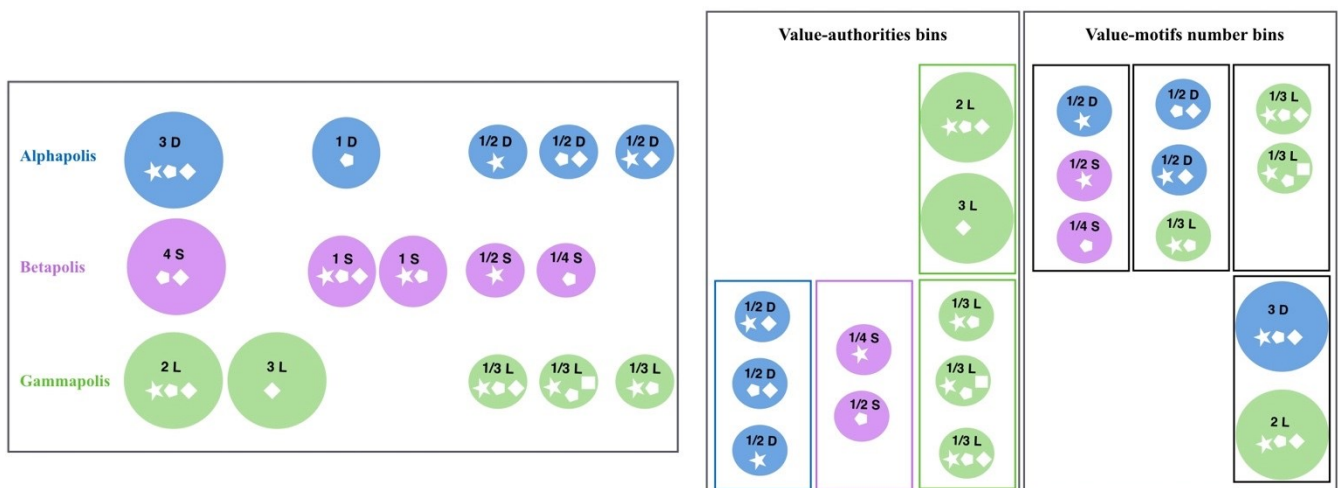 Alphapolis
3 D
1 D
1/2 D
1/2 D
1/2 D
Betapolis
4 S
1 S
1 S
1/2 S
1/4 S
Gammapolis
2 L
3 L
1/3 L
1/3 L
1/3 L
Value-authorities bins
2 L
3 L
1/2 D
1/2 D
1/2 D
1/4 S
1/2 S
1/3 L
1/3 L
1/3 L
Value-motifs number bins
1/2 D
1/2 S
1/4 S
1/2 D
1/2 D
1/3 L
1/3 L
1/3 L
3 D
2 L